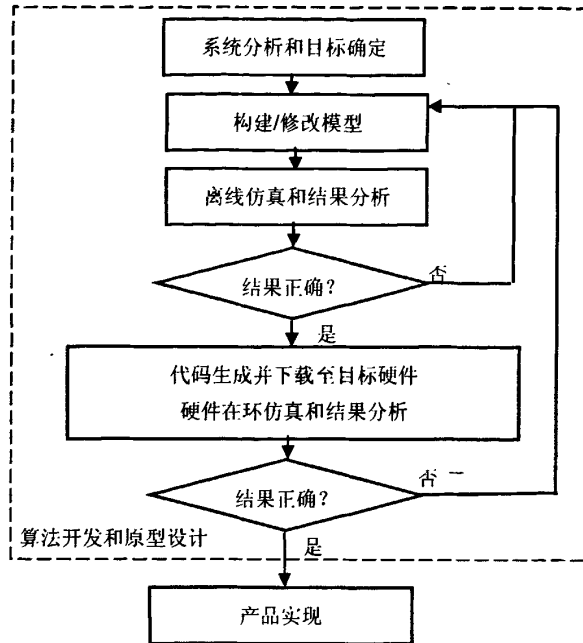 系统分析和目标确定
构建/修改模型
离线仿真和结果分析
结果正确？
否
是
代码生成并下载至目标硬件
硬件在环仿真和结果分析
否
结果正确？
算法开发和原型设计
是
产品实现